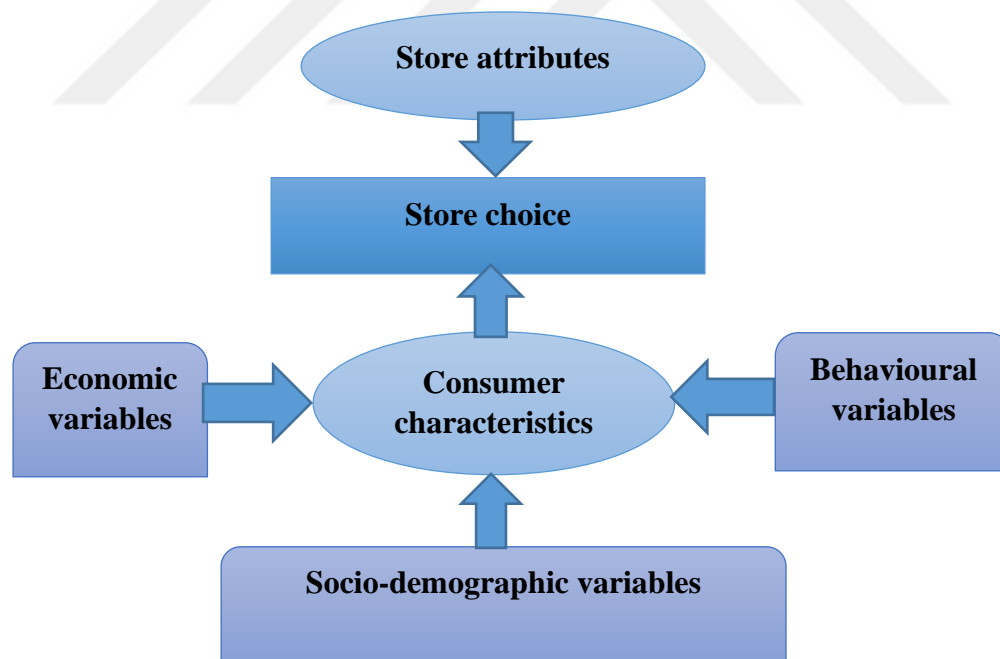 Store attributes
Store choice
Economic
variables
Consumer
characteristics
Behavioural
variables
Socio-demographic variables